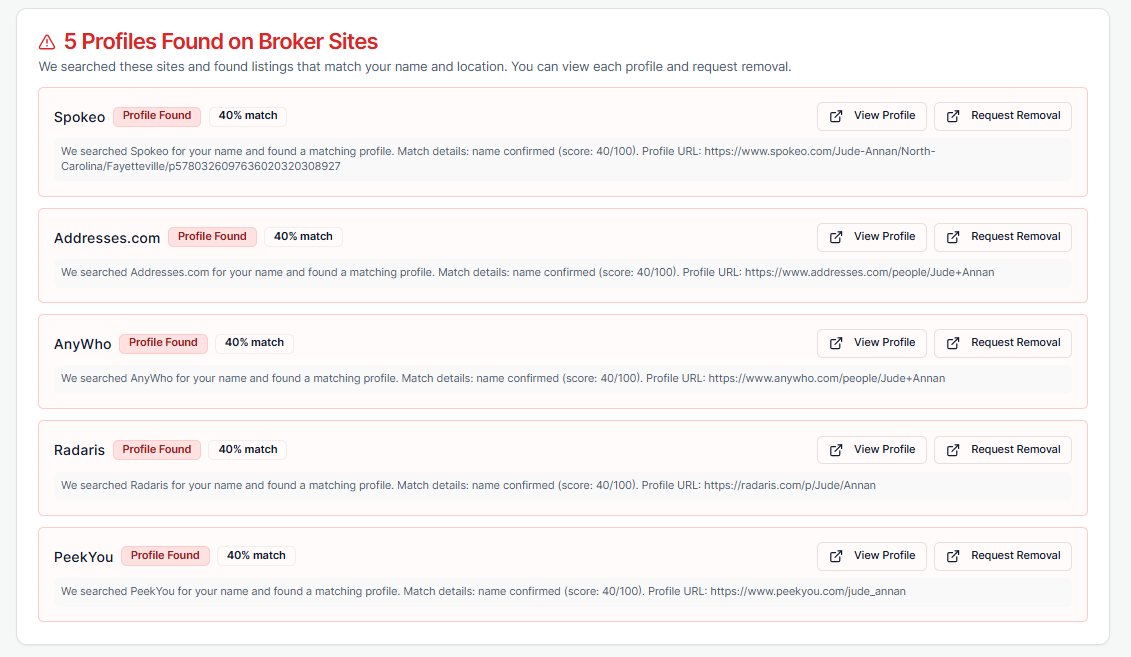 5 Profiles Found on Broker Sites
We searched these sites and found listings that match your name and location. You can view each profile and request removal.
Spokeo Profile Found 40% match View Profile Request Removal
We searched Spokeo for your name and found a matching profile. Match details: name confirmed (score: 40/100). Profile URL: https://www.spokeo.com/Jude-Annan/North-
Carolina/Fayetteville/p5780326097636020320308927
Addresses.com Profile Found 40% match View Profile Request Removal
We searched Addresses.com for your name and found a matching profile. Match details: name confirmed (score: 40/100). Profile URL: https://www.addresses.com/people/Jude+Annan
AnyWho Profile Found 40% match View Profile Request Removal
We searched AnyWho for your name and found a matching profile. Match details: name confirmed (score: 40/100). Profile URL: https://www.anywho.com/people/Jude+Annan
Radaris Profile Found 40% match View Profile Request Removal
We searched Radaris for your name and found a matching profile. Match details: name confirmed (score: 40/100). Profile URL: https://radaris.com/p/Jude/Annan
PeekYou Profile Found 40% match View Profile Request Removal
We searched PeekYou for your name and found a matching profile. Match details: name confirmed (score: 40/100). Profile URL: https://www.peekyou.com/jude_annan